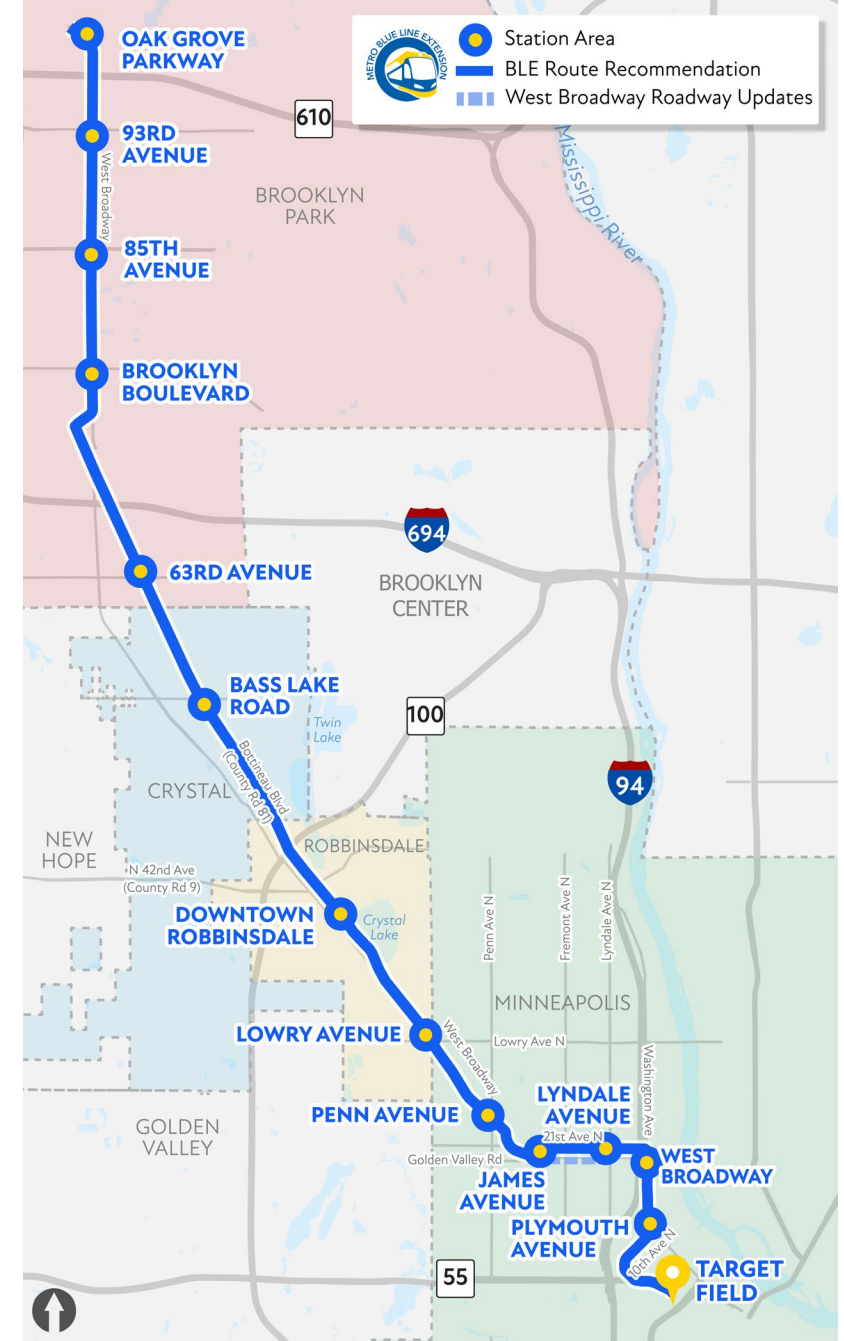 METRO BLUE LINE EXTENSION
Station Area
BLE Route Recommendation
West Broadway Roadway Updates
OAK GROVE
PARKWAY
610
Mississippi River
93RD
AVENUE
West Broadway
BROOKLYN
PARK
85TH
AVENUE
BROOKLYN
BOULEVARD
694
63RD AVENUE
BROOKLYN
CENTER
BASS LAKE
ROAD
100
Twin
Lake
Bottineau Blvd
(County Rd 81)
94
CRYSTAL
NEW
HOPE
ROBBINSDALE
N 42nd Ave
(County Rd 9)
DOWNTOWN
ROBBINSDALE
Crystal
Lake
Penn Ave N
Fremont Ave N
Lyndale Ave N
MINNEAPOLIS
LOWRY AVENUE
West Broadway
Lowry Ave N
Washington Ave
LYNDALE
AVENUE
PENN AVENUE
GOLDEN
VALLEY
21st Ave N
Golden Valley Rd
WEST
BROADWAY
JAMES
AVENUE
PLYMOUTH
AVENUE
10th Ave N
55
TARGET
FIELD